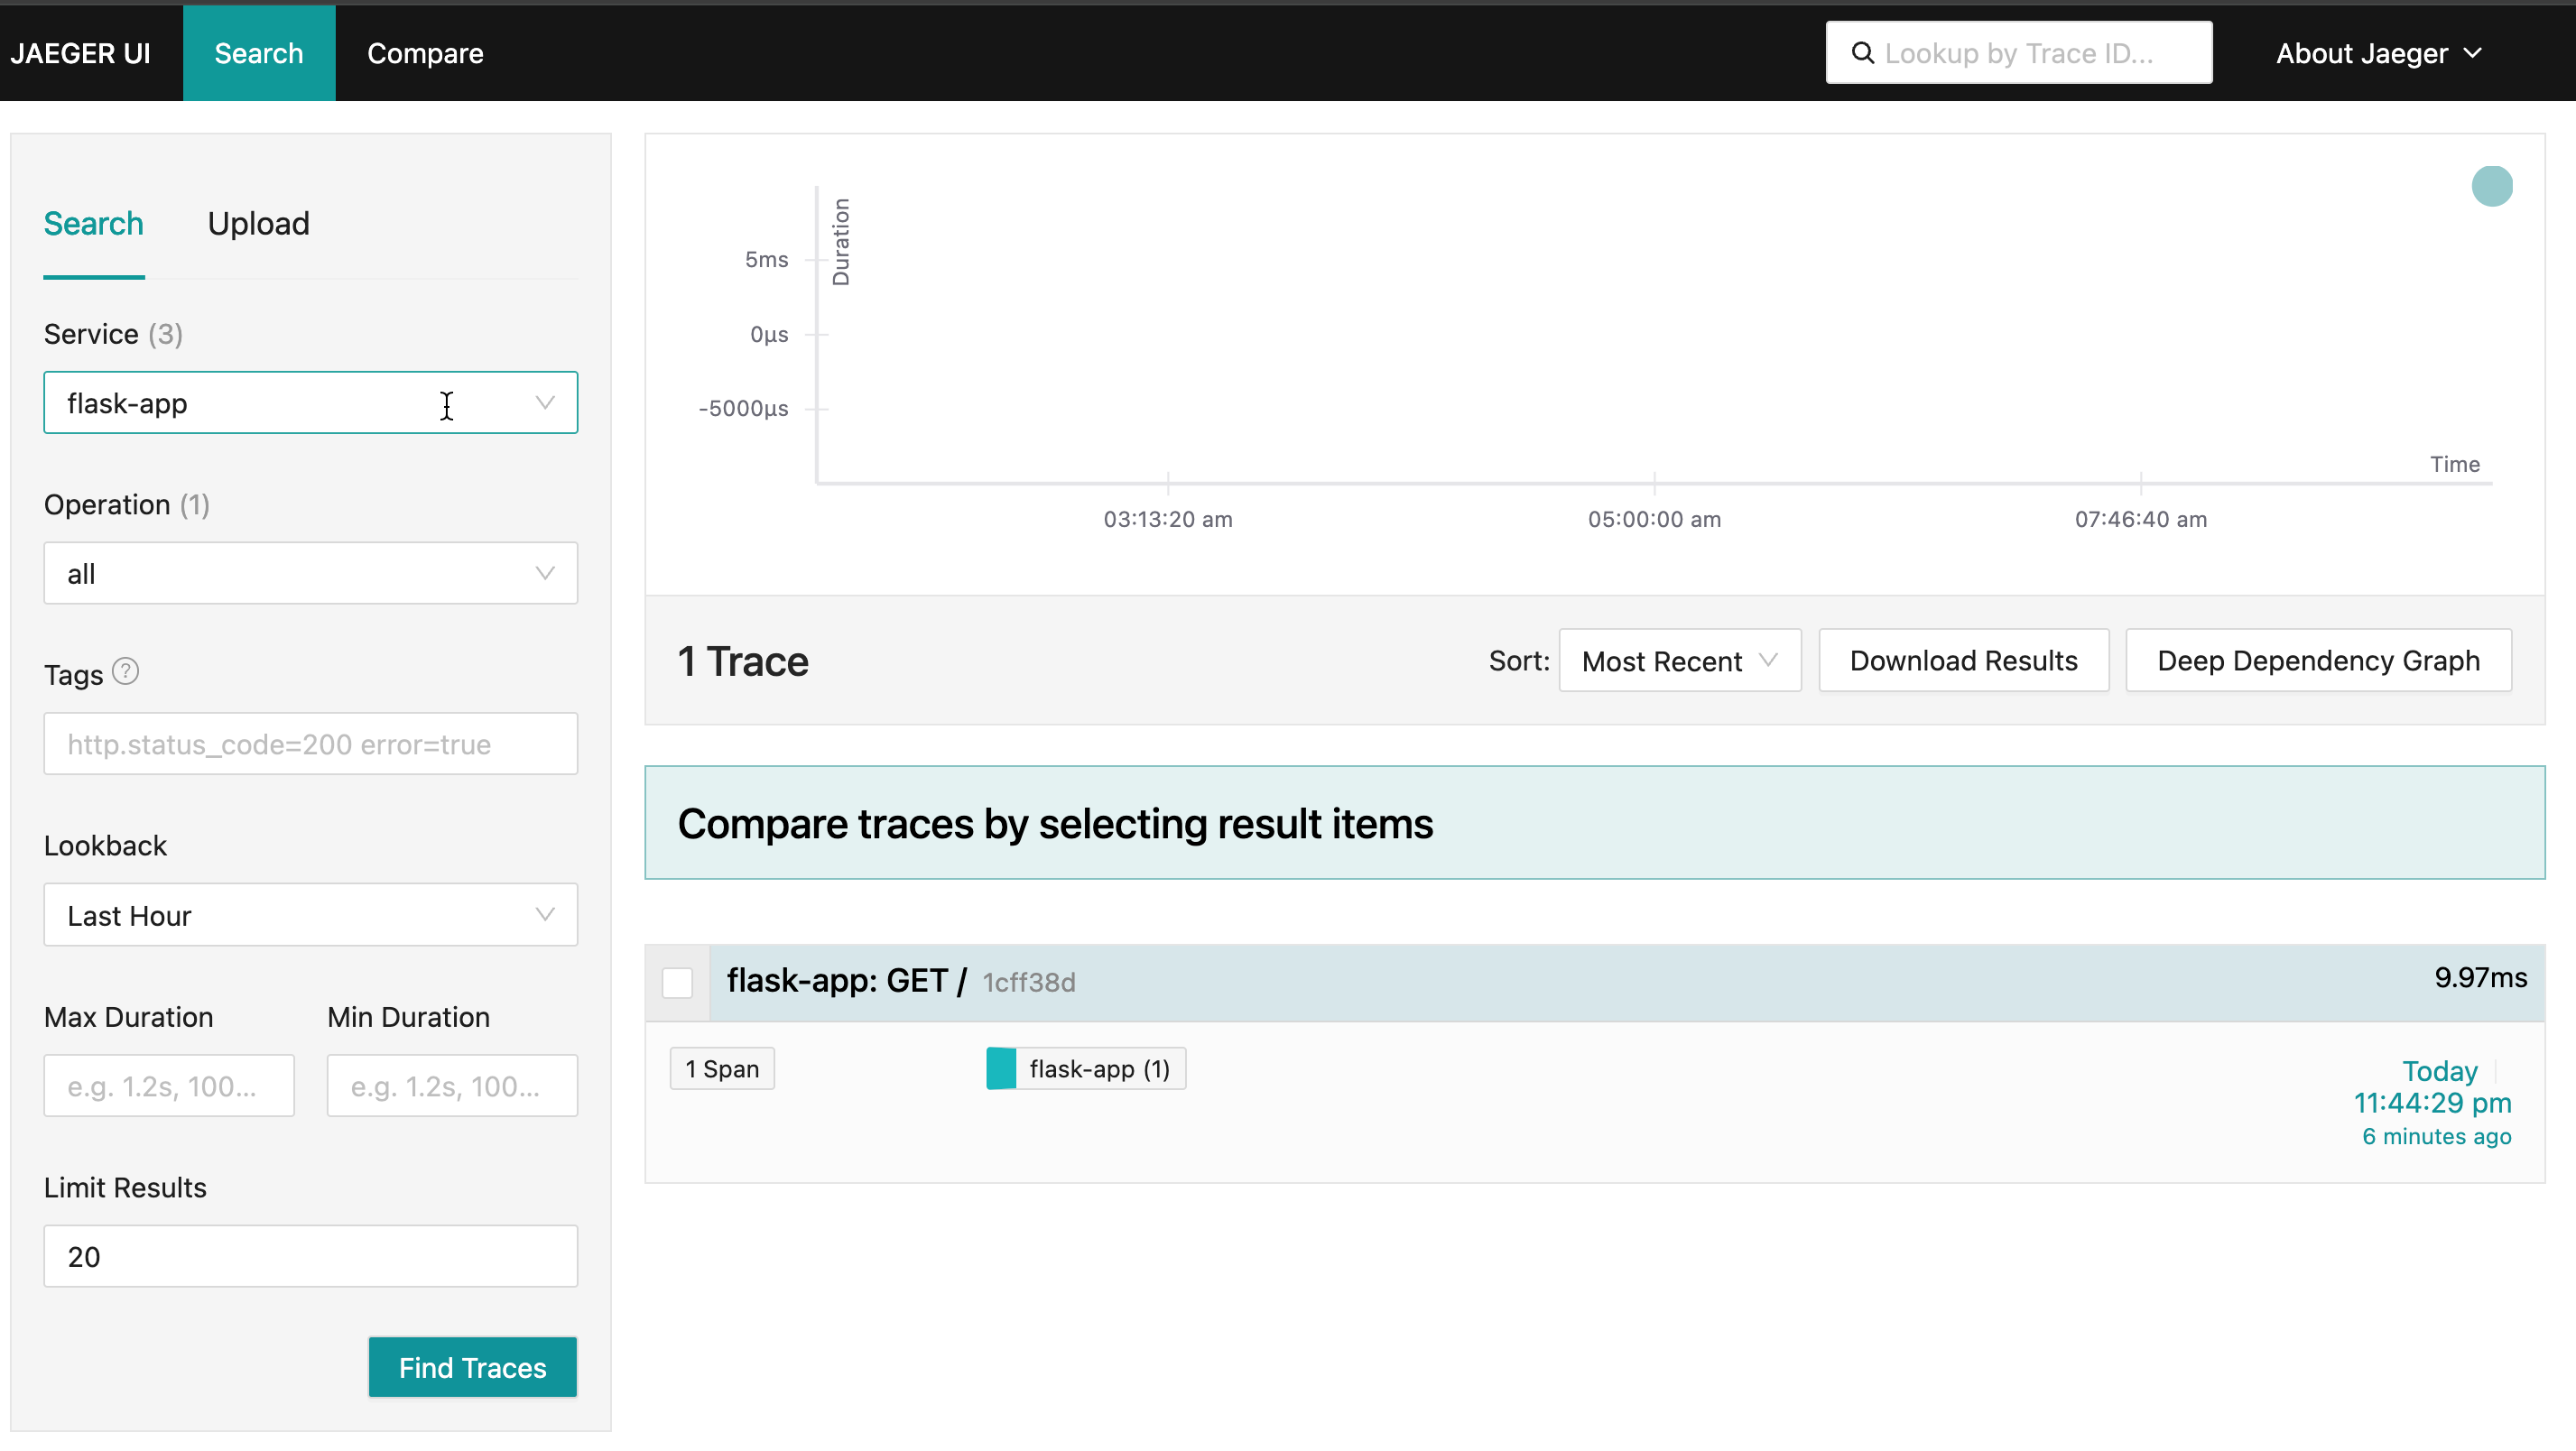 JAEGER UI Search Compare Lookup by Trace ID... About Jaeger
Search Upload
Service (3)
flask-app
Operation (1)
all
Tags ?
http.status_code=200 error=true
Lookback
Last Hour
Max Duration Min Duration
e.g. 1.2s, 100... e.g. 1.2s, 100...
Limit Results
20
Find Traces
Duration
5ms
0μs
-5000μs
Time
03:13:20 am 05:00:00 am 07:46:40 am
1 Trace Sort: Most Recent Download Results Deep Dependency Graph
Compare traces by selecting result items
flask-app: GET / 1cff38d 9.97ms
1 Span flask-app (1) Today
11:44:29 pm
6 minutes ago